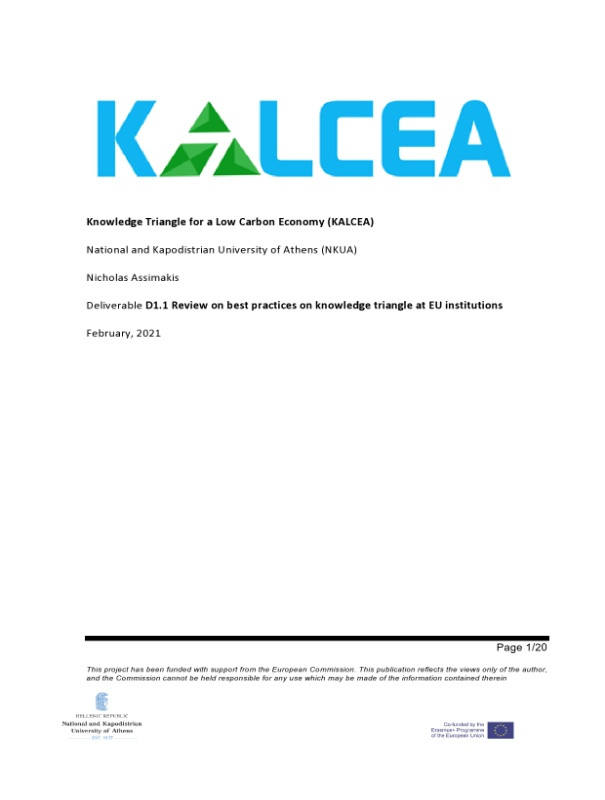 KALCEA
Knowledge Triangle for a Low Carbon Economy (KALCEA)
National and Kapodistrian University of Athens (NKUA)
Nicholas Assimakis
Deliverable D1.1 Review on best practices on knowledge triangle at EU institutions
February, 2021
Page 1/20
This project has been funded with support from the European Commission. This publication reflects the views only of the author,
and the Commission cannot be held responsible for any use which may be made of the information contained therein
HELLENIC REPUBLIC
National and Kapodistrian
University of Athens
EST. 1837
Co-funded by the
Erasmus+ Programme
of the European Union